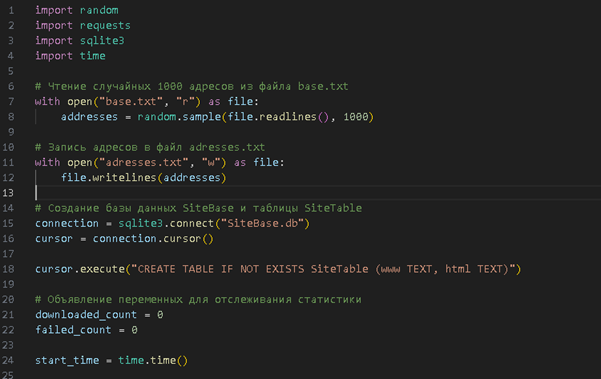 1 import random
2 import requests
3 import sqlite3
4 import time
5
6 # Чтение случайных 1000 адресов из файла base.txt
7 with open("base.txt", "r") as file:
8     addresses = random.sample(file.readlines(), 1000)
9
10 # Запись адресов в файл adresses.txt
11 with open("adresses.txt", "w") as file:
12     file.writelines(addresses)
13
14 # Создание базы данных SiteBase и таблицы SiteTable
15 connection = sqlite3.connect("SiteBase.db")
16 cursor = connection.cursor()
17
18 cursor.execute("CREATE TABLE IF NOT EXISTS SiteTable (www TEXT, html TEXT)")
19
20 # Объявление переменных для отслеживания статистики
21 downloaded_count = 0
22 failed_count = 0
23
24 start_time = time.time()
25